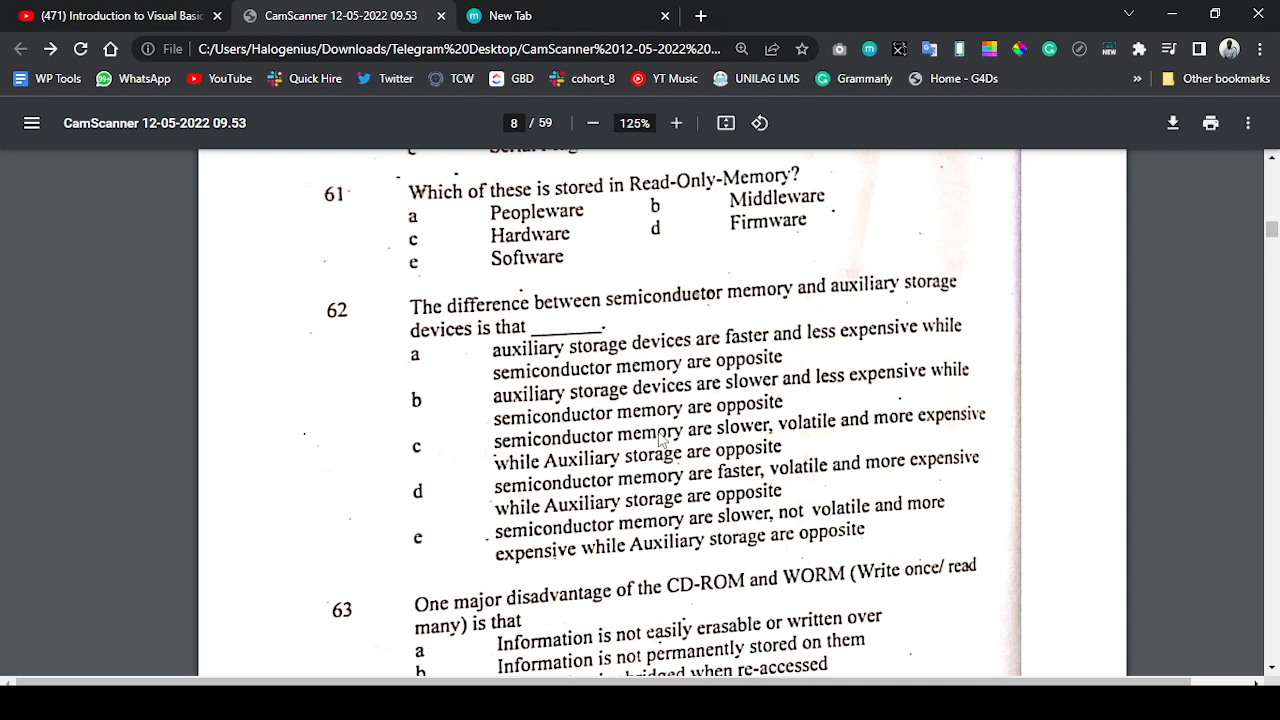 (471) Introduction to Visual Basic
CamScanner 12-05-2022 09.53
New Tab
File C:/Users/Halogenius/Downloads/Telegram%20Desktop/CamScanner%2012-05-2022%20...
WP Tools WhatsApp YouTube Quick Hire Twitter TCW GBD cohort_8 YT Music UNILAG LMS Grammarly Home - G4Ds » Other bookmarks
CamScanner 12-05-2022 09.53 8 / 59 125%
61 Which of these is stored in Read-Only-Memory?
a Peopleware b Middleware
c Hardware d Firmware
e Software
62 The difference between semiconductor memory and auxiliary storage
devices is that _______.
a auxiliary storage devices are faster and less expensive while
semiconductor memory are opposite
b auxiliary storage devices are slower and less expensive while
semiconductor memory are opposite
c semiconductor memory are slower, volatile and more expensive
while Auxiliary storage are opposite
d semiconductor memory are faster, volatile and more expensive
while Auxiliary storage are opposite
e semiconductor memory are slower, not volatile and more
expensive while Auxiliary storage are opposite
63 One major disadvantage of the CD-ROM and WORM (Write once/ read
many) is that
a Information is not easily erasable or written over
b Information is not permanently stored on them
when re-accessed